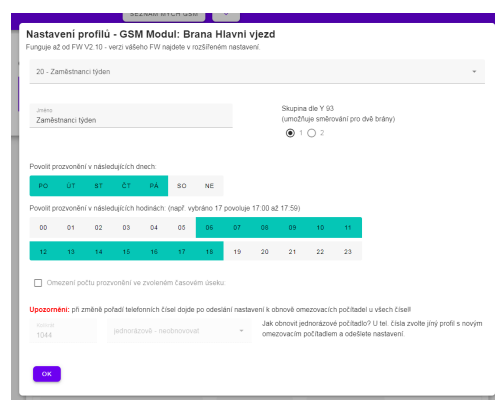 SEZNAM MÝCH GSM
Nastavení profilů - GSM Modul: Brana Hlavni vjezd
Funguje až od FW V2.10 - verzi vášeho FW najdete v rozšířeném nastavení.
20 - Zaměstnanci týden
Jméno
Zaměstnanci týden
Skupina dle Y 93
(umožňuje směrování pro dvě brány)
1 2
Povolit prozvonění v následujících dnech:
PO ÚT ST ČT PÁ SO NE
Povolit prozvonění v následujících hodinách: (např. vybráno 17 povoluje 17:00 až 17:59)
00 01 02 03 04 05 06 07 08 09 10 11
12 13 14 15 16 17 18 19 20 21 22 23
Omezení počtu prozvonění ve zvoleném časovém úseku:
Upozornění: při změně pořadí telefonních čísel dojde po odeslání nastavení k obnově omezovacích počítadel u všech čísel!
1044
jednorázově - neobnovovat
Jak obnovit jednorázové počítadlo? U tel. čísla zvolte jiný profil s novým
omezovacím počítadlem a odešlete nastavení.
OK